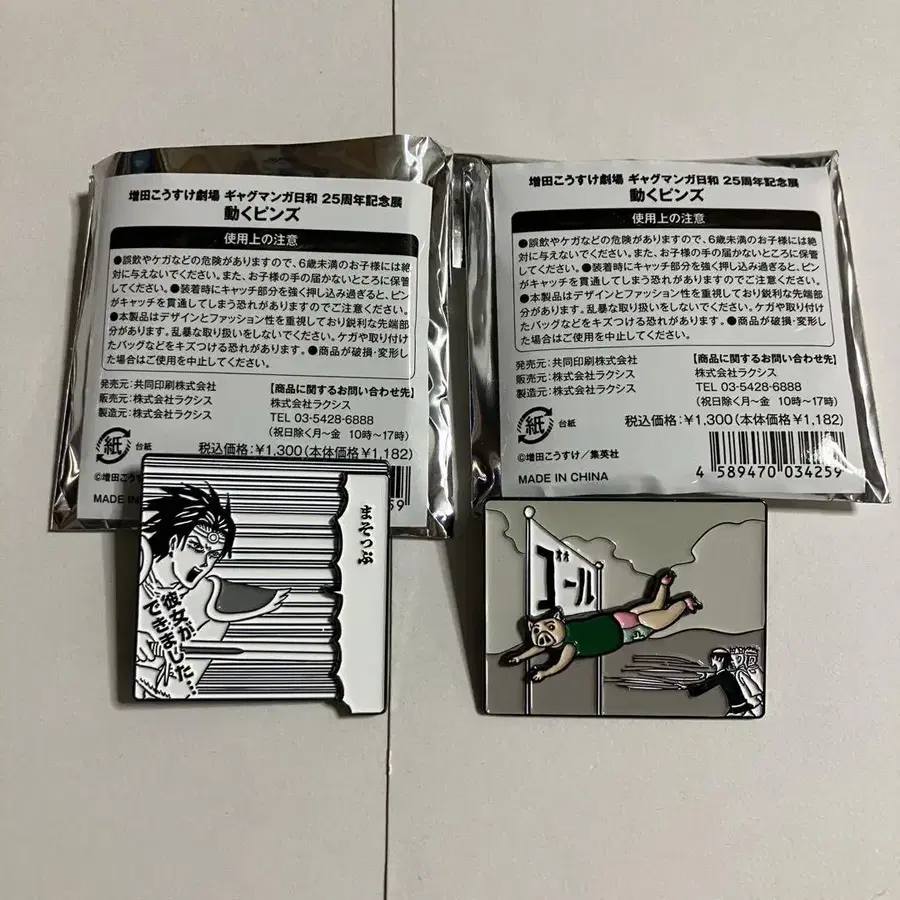 増田こうすけ劇場 ギャグマンガ日和 25周年記念展
動くピンズ
使用上の注意
●誤飲やケガなどの危険がありますので、6歳未満のお子様には絶
対に与えないでください。また、お子様の手の届かないところに保管
してください。●装着時にキャッチ部分を強く押し込み過ぎると、ピン
がキャッチを貫通してしまう恐れがありますのでご注意ください。
●本製品はデザインとファッション性を重視しており鋭利な先端部
分があります。乱暴な取り扱いをしないでください。ケガや取り付け
たバッグなどをキズつける恐れがあります。●商品が破損・変形し
た場合はご使用を中止してください。
発売元：共同印刷株式会社
販売元：株式会社ラクシス
製造元：株式会社ラクシス
【商品に関するお問い合わせ先】
株式会社ラクシス
TEL 03-5428-6888
(祝日除く月〜金 10時〜17時)
紙 台紙
税込価格：¥1,300(本体価格¥1,182)
©増田こうすけ／集英社
MADE IN
259
増田こうすけ劇場 ギャグマンガ日和 25周年記念展
動くピンズ
使用上の注意
●誤飲やケガなどの危険がありますので、6歳未満のお子様には絶
対に与えないでください。また、お子様の手の届かないところに保管
してください。●装着時にキャッチ部分を強く押し込み過ぎると、ピン
がキャッチを貫通してしまう恐れがありますのでご注意ください。
●本製品はデザインとファッション性を重視しており鋭利な先端部
分があります。乱暴な取り扱いをしないでください。ケガや取り付け
たバッグなどをキズつける恐れがあります。●商品が破損・変形し
た場合はご使用を中止してください。
発売元：共同印刷株式会社
販売元：株式会社ラクシス
製造元：株式会社ラクシス
【商品に関するお問い合わせ先】
株式会社ラクシス
TEL 03-5428-6888
(祝日除く月〜金 10時〜17時)
紙 台紙
税込価格：¥1,300(本体価格¥1,182)
©増田こうすけ／集英社
MADE IN CHINA
4 589470 034259
まそっぷ
彼女が
できました…
ゴール